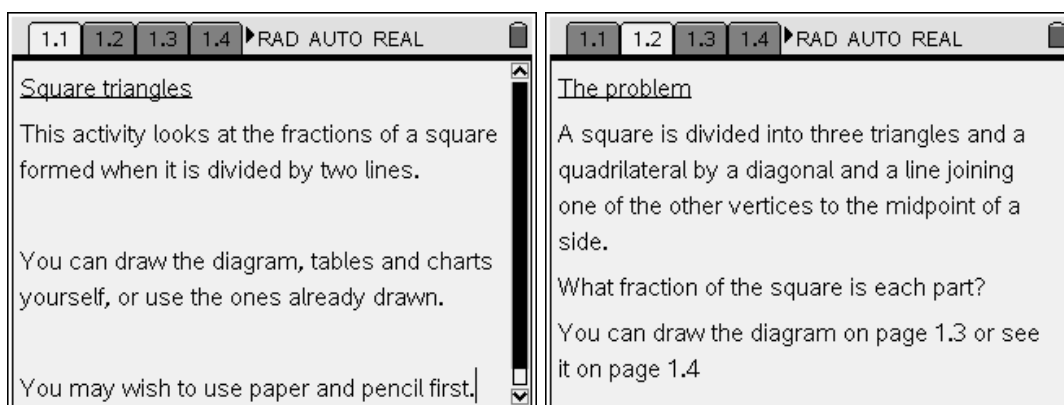 1.1 1.2 1.3 1.4 RAD AUTO REAL
Square triangles
This activity looks at the fractions of a square
formed when it is divided by two lines.
You can draw the diagram, tables and charts
yourself, or use the ones already drawn.
You may wish to use paper and pencil first.
1.1 1.2 1.3 1.4 RAD AUTO REAL
The problem
A square is divided into three triangles and a
quadrilateral by a diagonal and a line joining
one of the other vertices to the midpoint of a
side.
What fraction of the square is each part?
You can draw the diagram on page 1.3 or see
it on page 1.4